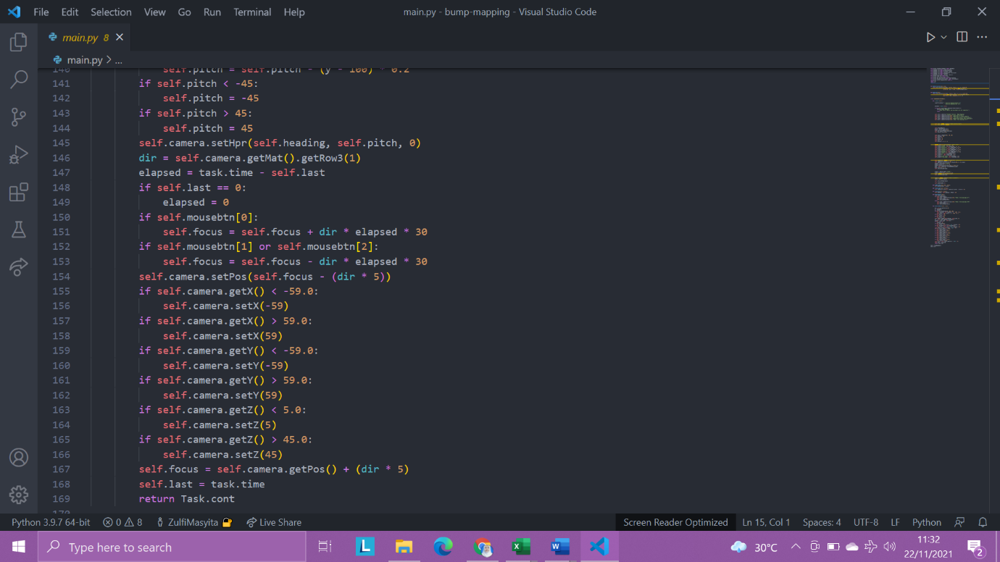 File Edit Selection View Go Run Terminal Help
main.py - bump-mapping - Visual Studio Code
main.py 8
main.py > ...
140 self.pitch = self.pitch - (y - 100) * 0.2
141 if self.pitch < -45:
142 self.pitch = -45
143 if self.pitch > 45:
144 self.pitch = 45
145 self.camera.setHpr(self.heading, self.pitch, 0)
146 dir = self.camera.getMat().getRow3(1)
147 elapsed = task.time - self.last
148 if self.last == 0:
149 elapsed = 0
150 if self.mousebtn[0]:
151 self.focus = self.focus + dir * elapsed * 30
152 if self.mousebtn[1] or self.mousebtn[2]:
153 self.focus = self.focus - dir * elapsed * 30
154 self.camera.setPos(self.focus - (dir * 5))
155 if self.camera.getX() < -59.0:
156 self.camera.setX(-59)
157 if self.camera.getX() > 59.0:
158 self.camera.setX(59)
159 if self.camera.getY() < -59.0:
160 self.camera.setY(-59)
161 if self.camera.getY() > 59.0:
162 self.camera.setY(59)
163 if self.camera.getZ() < 5.0:
164 self.camera.setZ(5)
165 if self.camera.getZ() > 45.0:
166 self.camera.setZ(45)
167 self.focus = self.camera.getPos() + (dir * 5)
168 self.last = task.time
169 return Task.cont
170
Python 3.9.7 64-bit 0 8 ZulfiMasyita Live Share Screen Reader Optimized Ln 15, Col 1 Spaces: 4 UTF-8 LF Python
Type here to search L W 30°C 11:32
22/11/2021 2